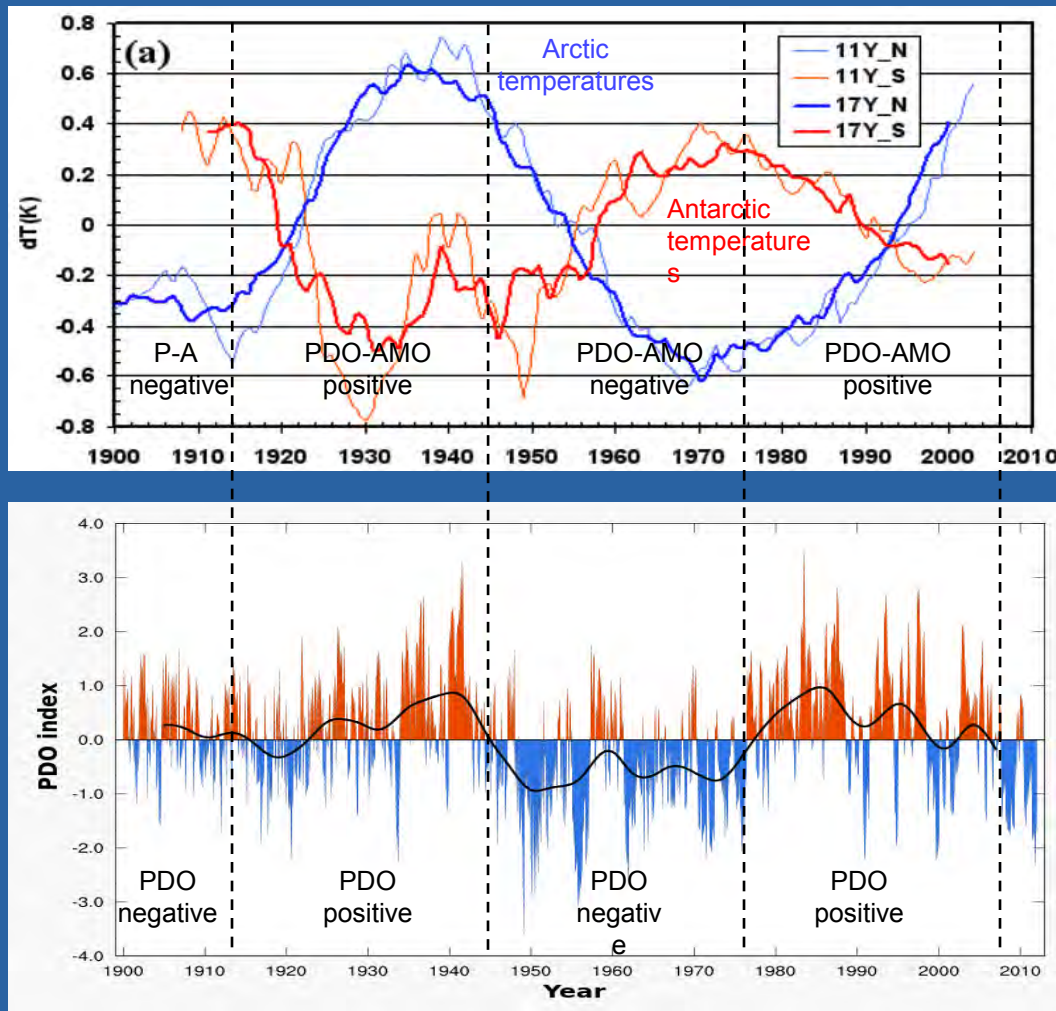 (a)
Arctic
temperatures
11Y_N
11Y_S
17Y_N
17Y_S
Antarctic
temperature
s
P-A
negative
PDO-AMO
positive
PDO-AMO
negative
PDO-AMO
positive
dT(K)
0.8
0.6
0.4
0.2
0
-0.2
-0.4
-0.6
-0.8
1900 1910 1920 1930 1940 1950 1960 1970 1980 1990 2000 2010
PDO index
4.0
3.0
2.0
1.0
0.0
-1.0
-2.0
-3.0
-4.0
PDO
negative
PDO
positive
PDO
negativ
e
PDO
positive
1900 1910 1920 1930 1940 1950 1960 1970 1980 1990 2000 2010
Year